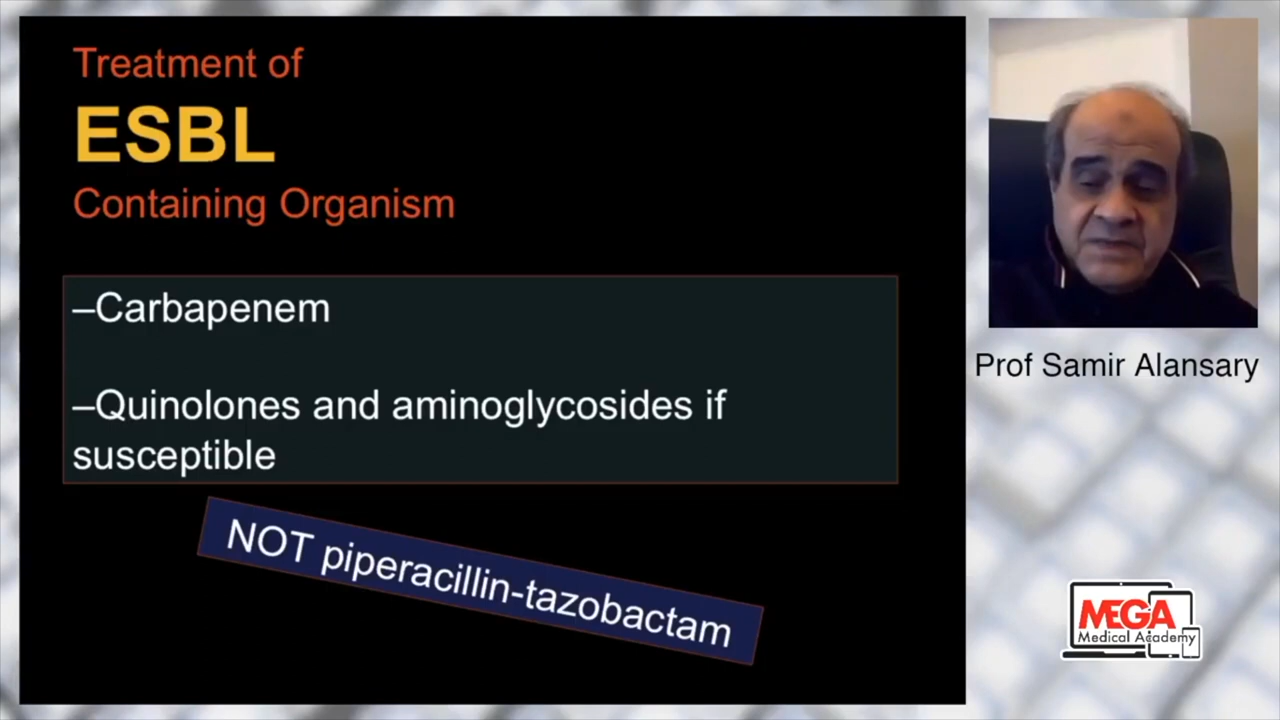 Treatment of
ESBL
Containing Organism
–Carbapenem
–Quinolones and aminoglycosides if
susceptible
NOT piperacillin-tazobactam
Prof Samir Alansary
MEGA
Medical Academy